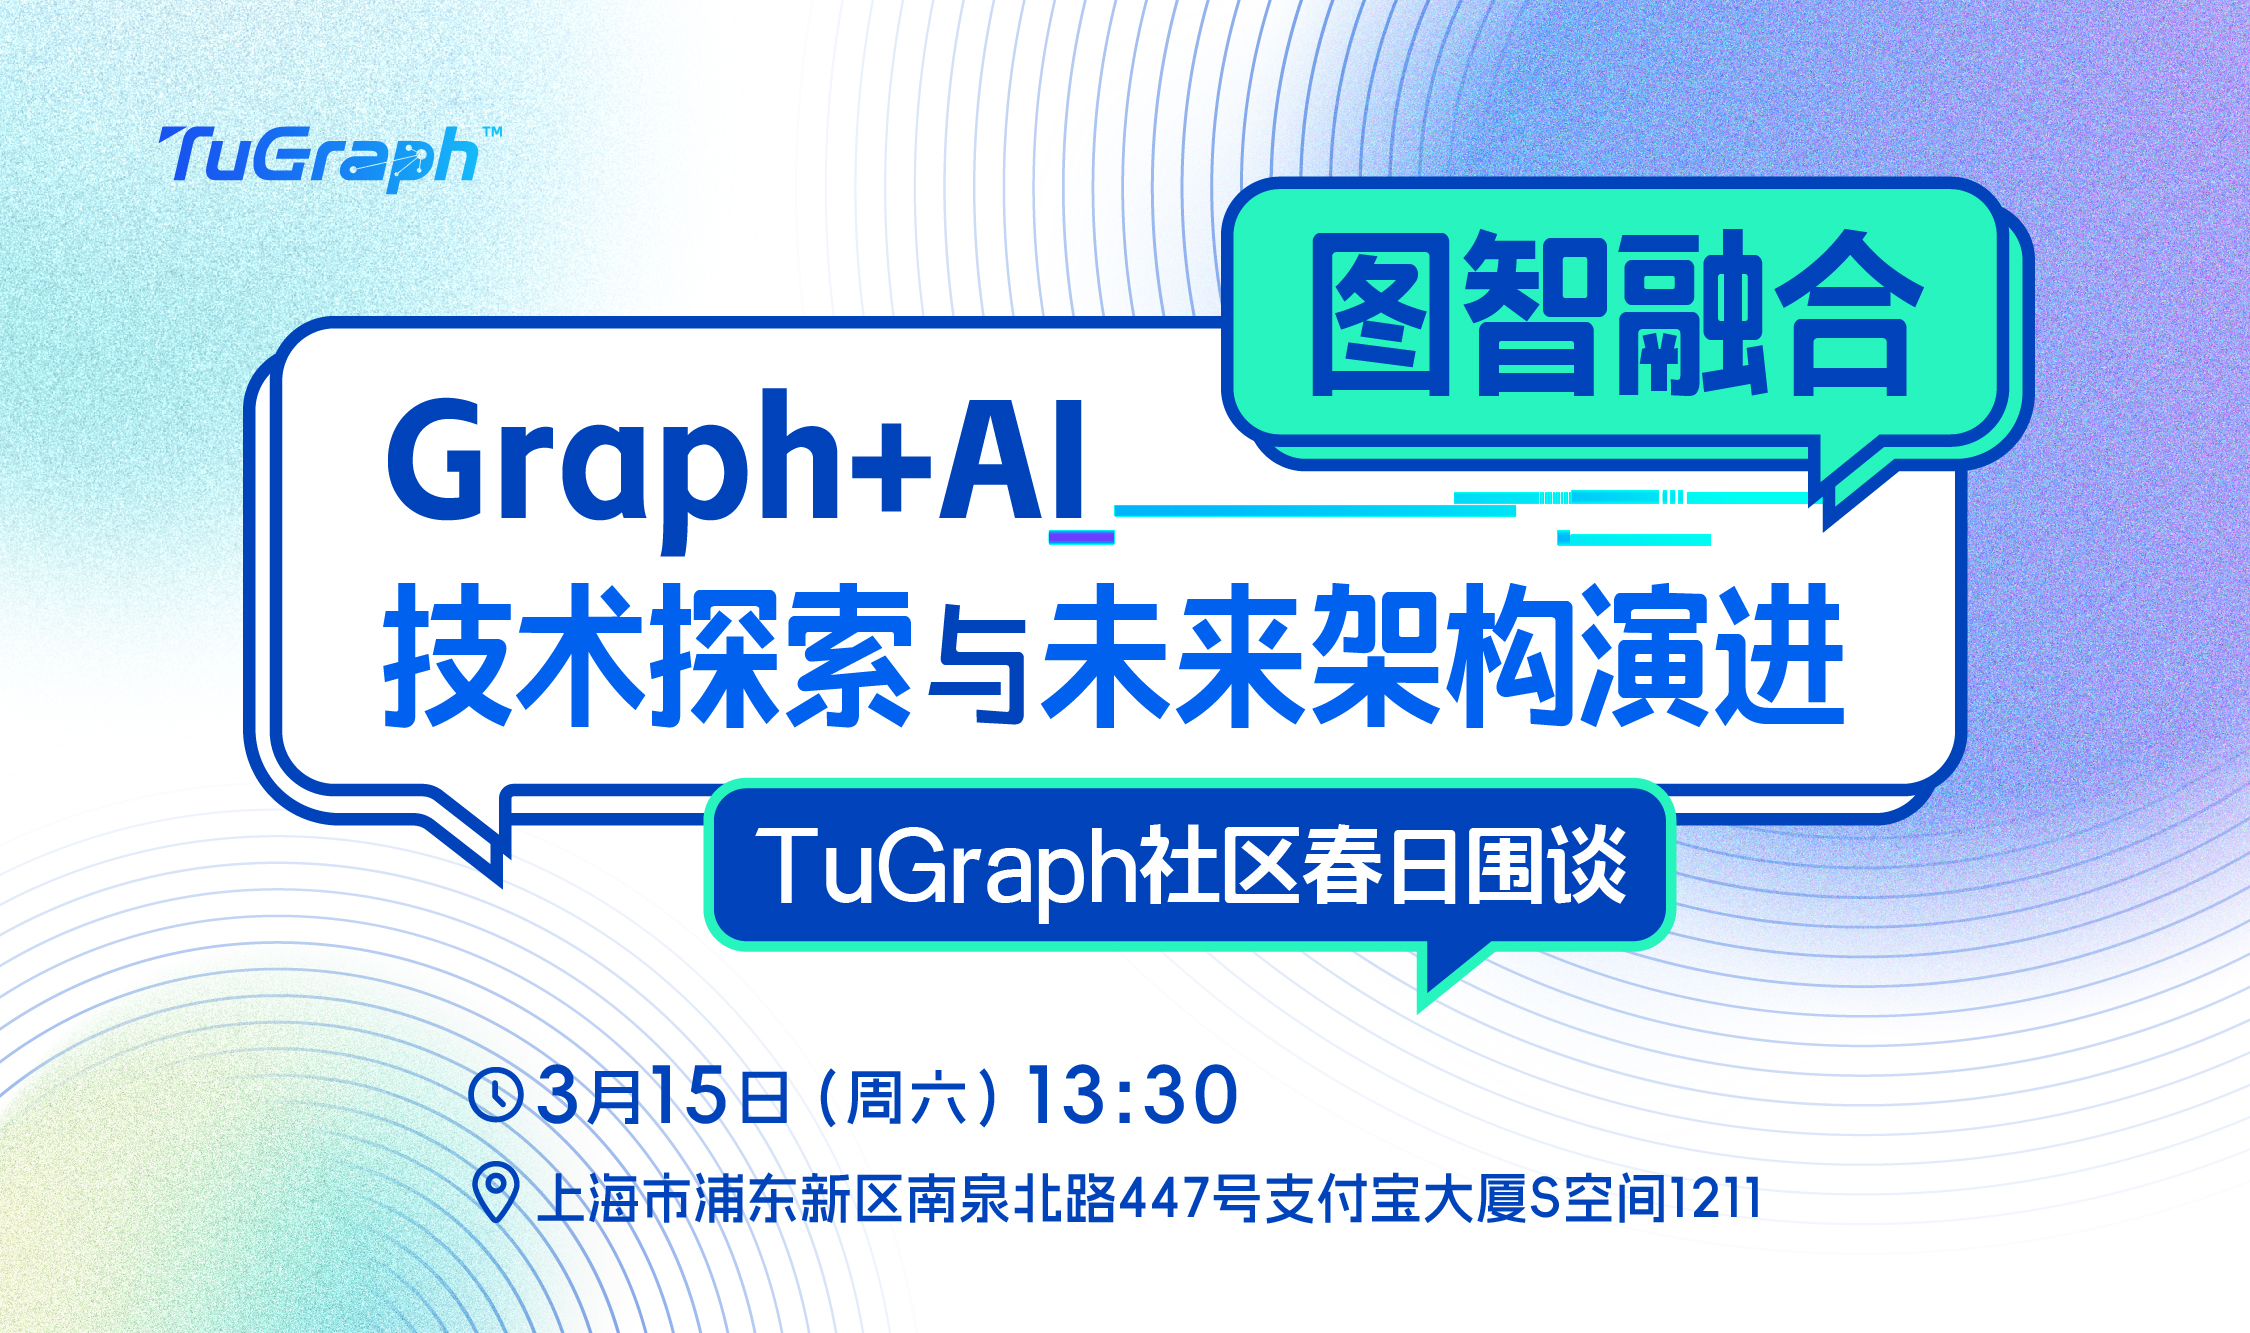 TuGraph™
图智融合
Graph+AI
技术探索与未来架构演进
TuGraph社区春日围谈
3月15日（周六）13:30
上海市浦东新区南泉北路447号支付宝大厦S空间1211